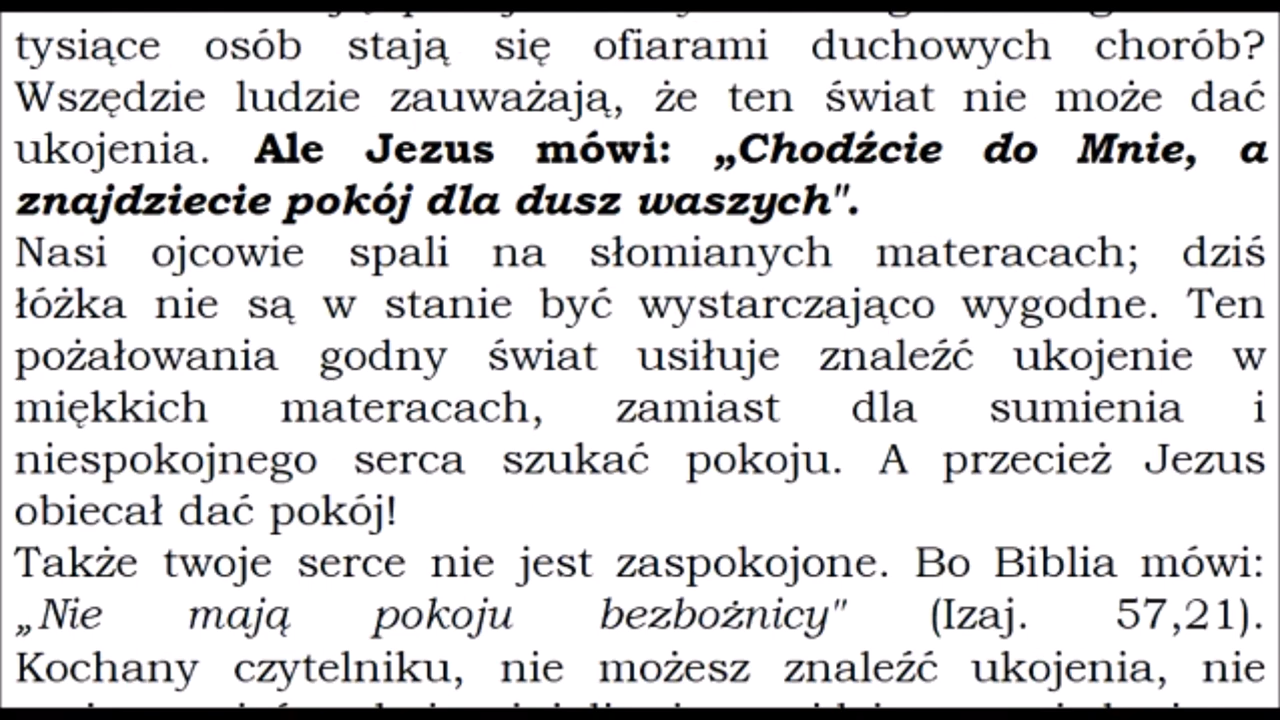 tysiące osób stają się ofiarami duchowych chorób?
Wszędzie ludzie zauważają, że ten świat nie może dać
ukojenia. Ale Jezus mówi: „Chodźcie do Mnie, a
znajdziecie pokój dla dusz waszych".
Nasi ojcowie spali na słomianych materacach; dziś
łóżka nie są w stanie być wystarczająco wygodne. Ten
pożałowania godny świat usiłuje znaleźć ukojenie w
miękkich materacach, zamiast dla sumienia i
niespokojnego serca szukać pokoju. A przecież Jezus
obiecał dać pokój!
Także twoje serce nie jest zaspokojone. Bo Biblia mówi:
„Nie mają pokoju bezbożnicy" (Izaj. 57,21).
Kochany czytelniku, nie możesz znaleźć ukojenia, nie